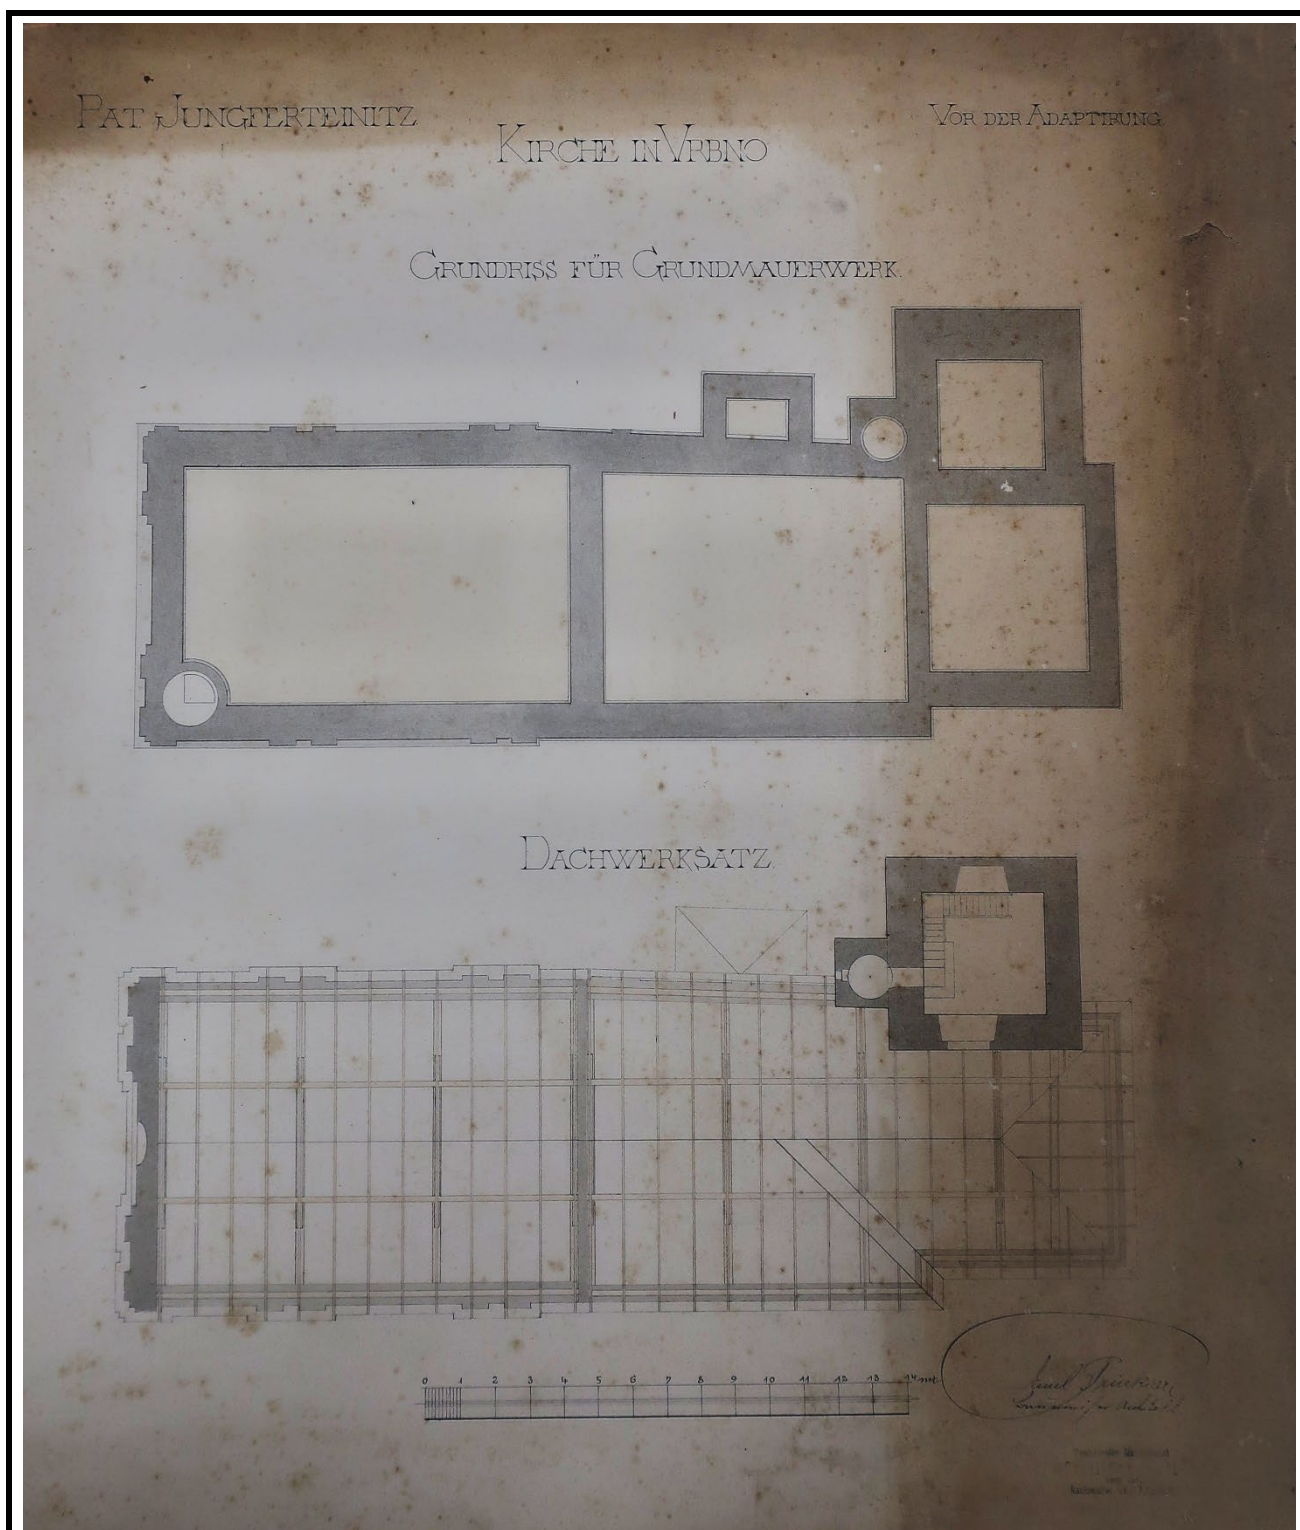 PAT. JUNGFERTEINITZ
VOR DER ADAPTIRUNG
KIRCHE IN VRBNO
GRUNDRISS FÜR GRUNDMAUERWERK.
DACHWERKSATZ.
0 1 2 3 4 5 6 7 8 9 10 11 12 13 14 mt